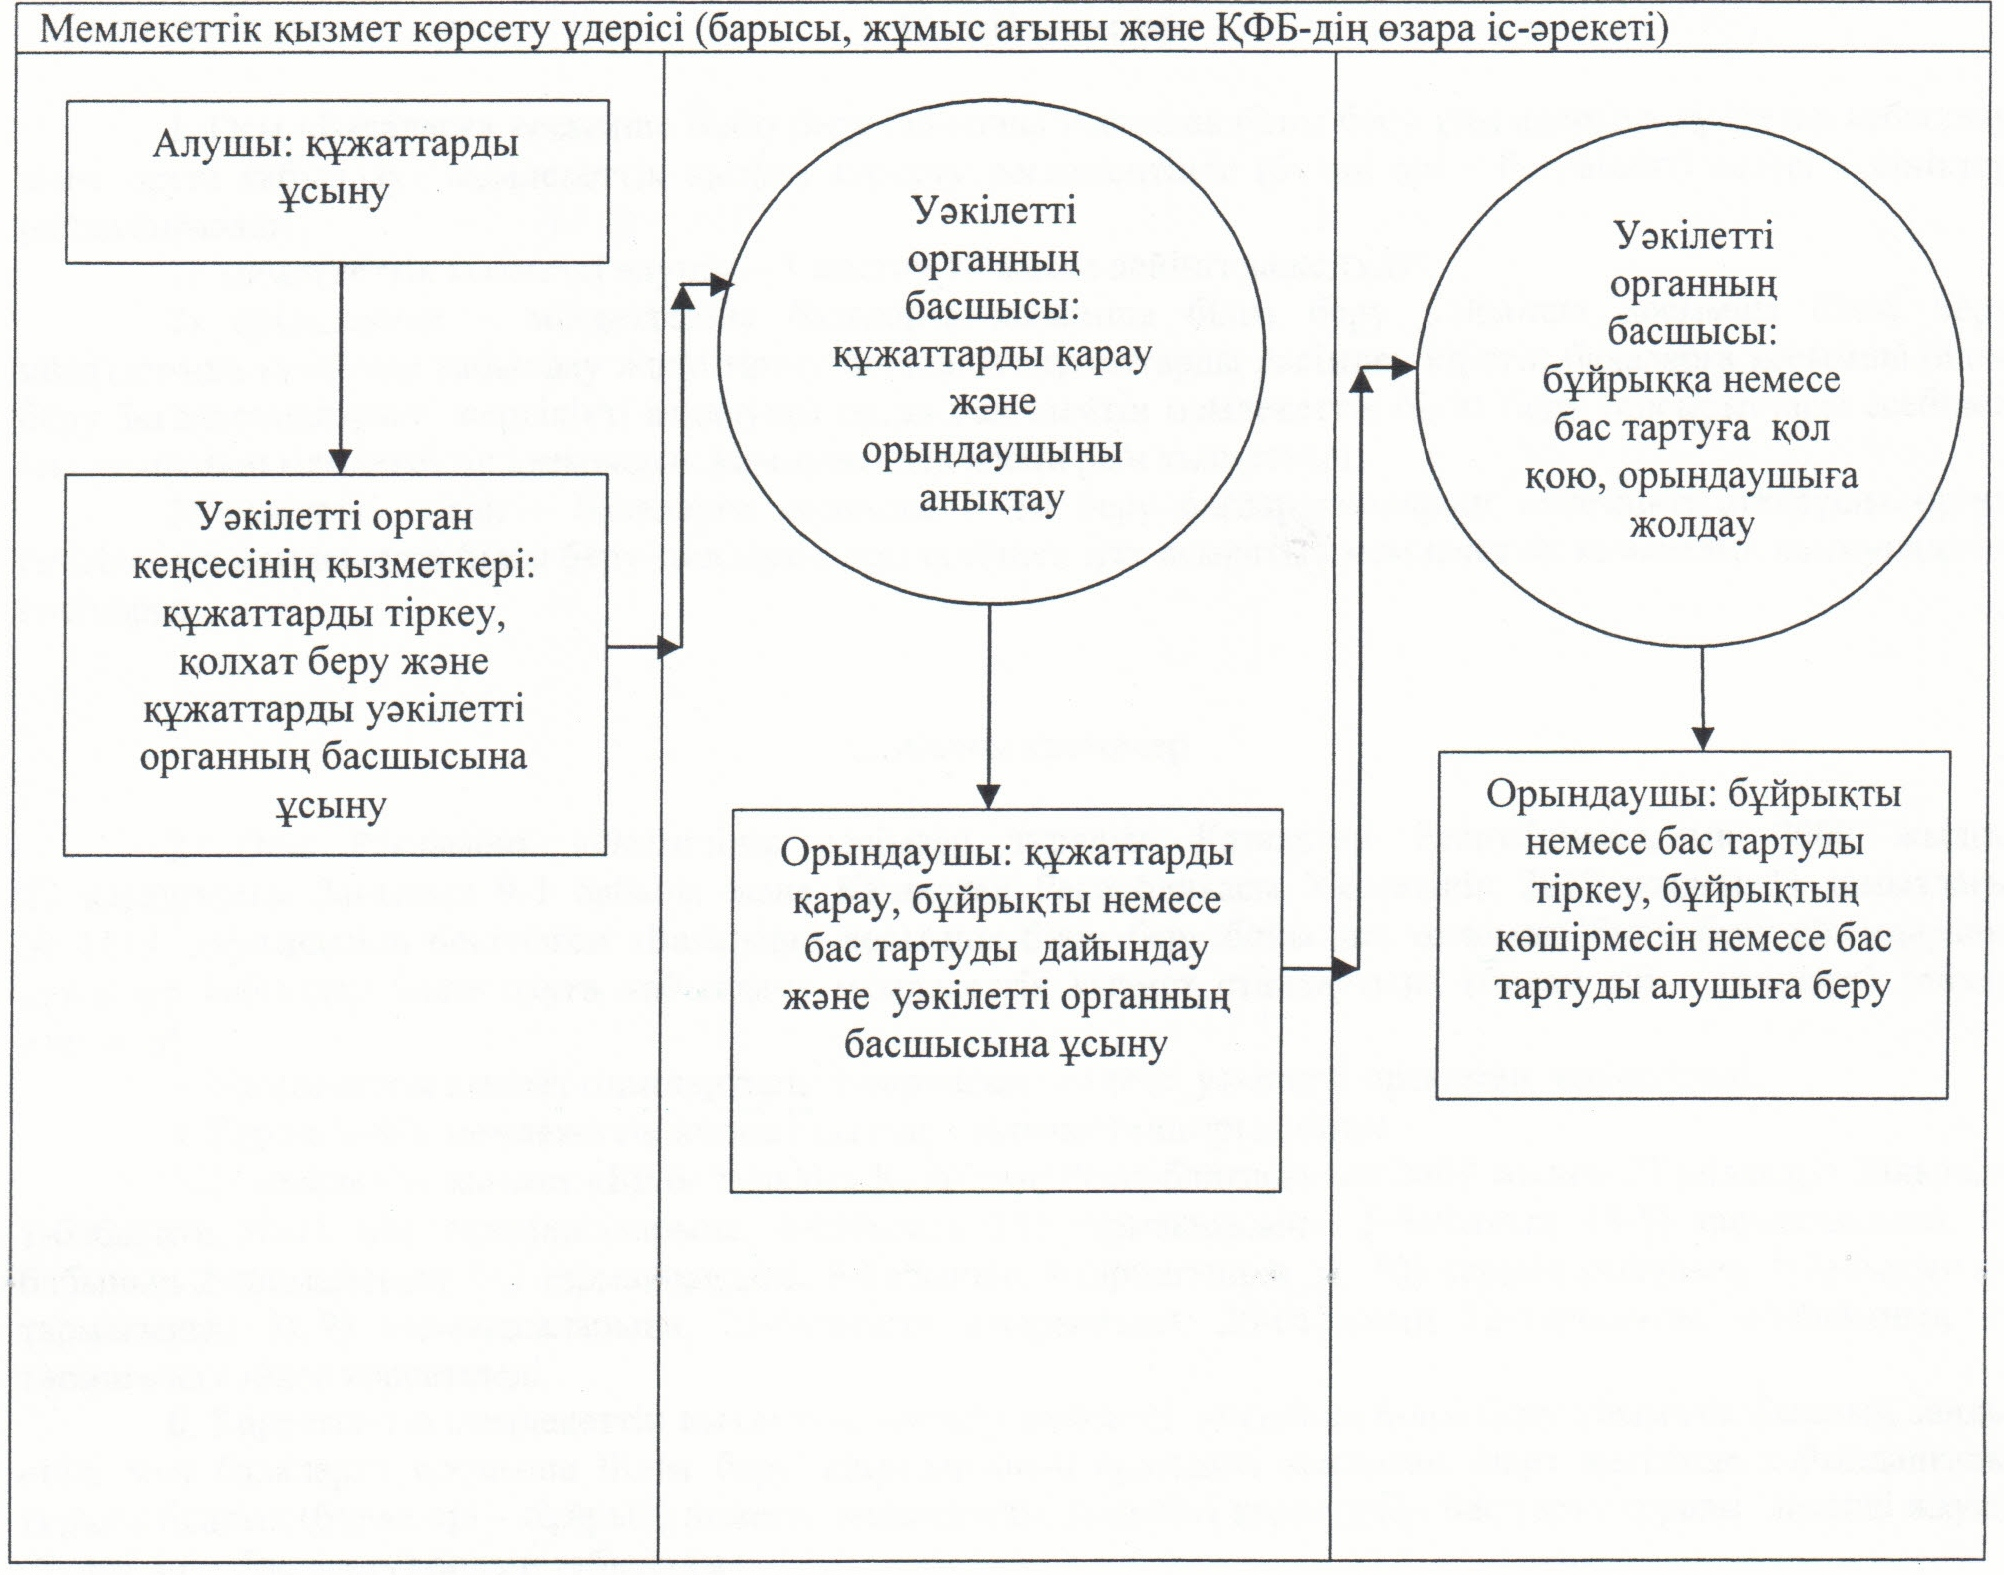 Мемлекеттік қызмет көрсету үдерісі (барысы, жұмыс ағыны және ҚФБ-дің өзара іс-әрекеті)
Алушы: құжаттарды
ұсыну
Уәкілетті орган
кеңсесінің қызметкері:
құжаттарды тіркеу,
қолхат беру және
құжаттарды уәкілетті
органның басшысына
ұсыну
Уәкілетті
органның
басшысы:
құжаттарды қарау
және
орындаушыны
анықтау
Орындаушы: құжаттарды
қарау, бұйрықты немесе
бас тартуды дайындау
және уәкілетті органның
басшысына ұсыну
Уәкілетті
органның
басшысы:
бұйрыққа немесе
бас тартуға қол
қою, орындаушыға
жолдау
Орындаушы: бұйрықты
немесе бас тартуды
тіркеу, бұйрықтың
көшірмесін немесе бас
тартуды алушыға беру